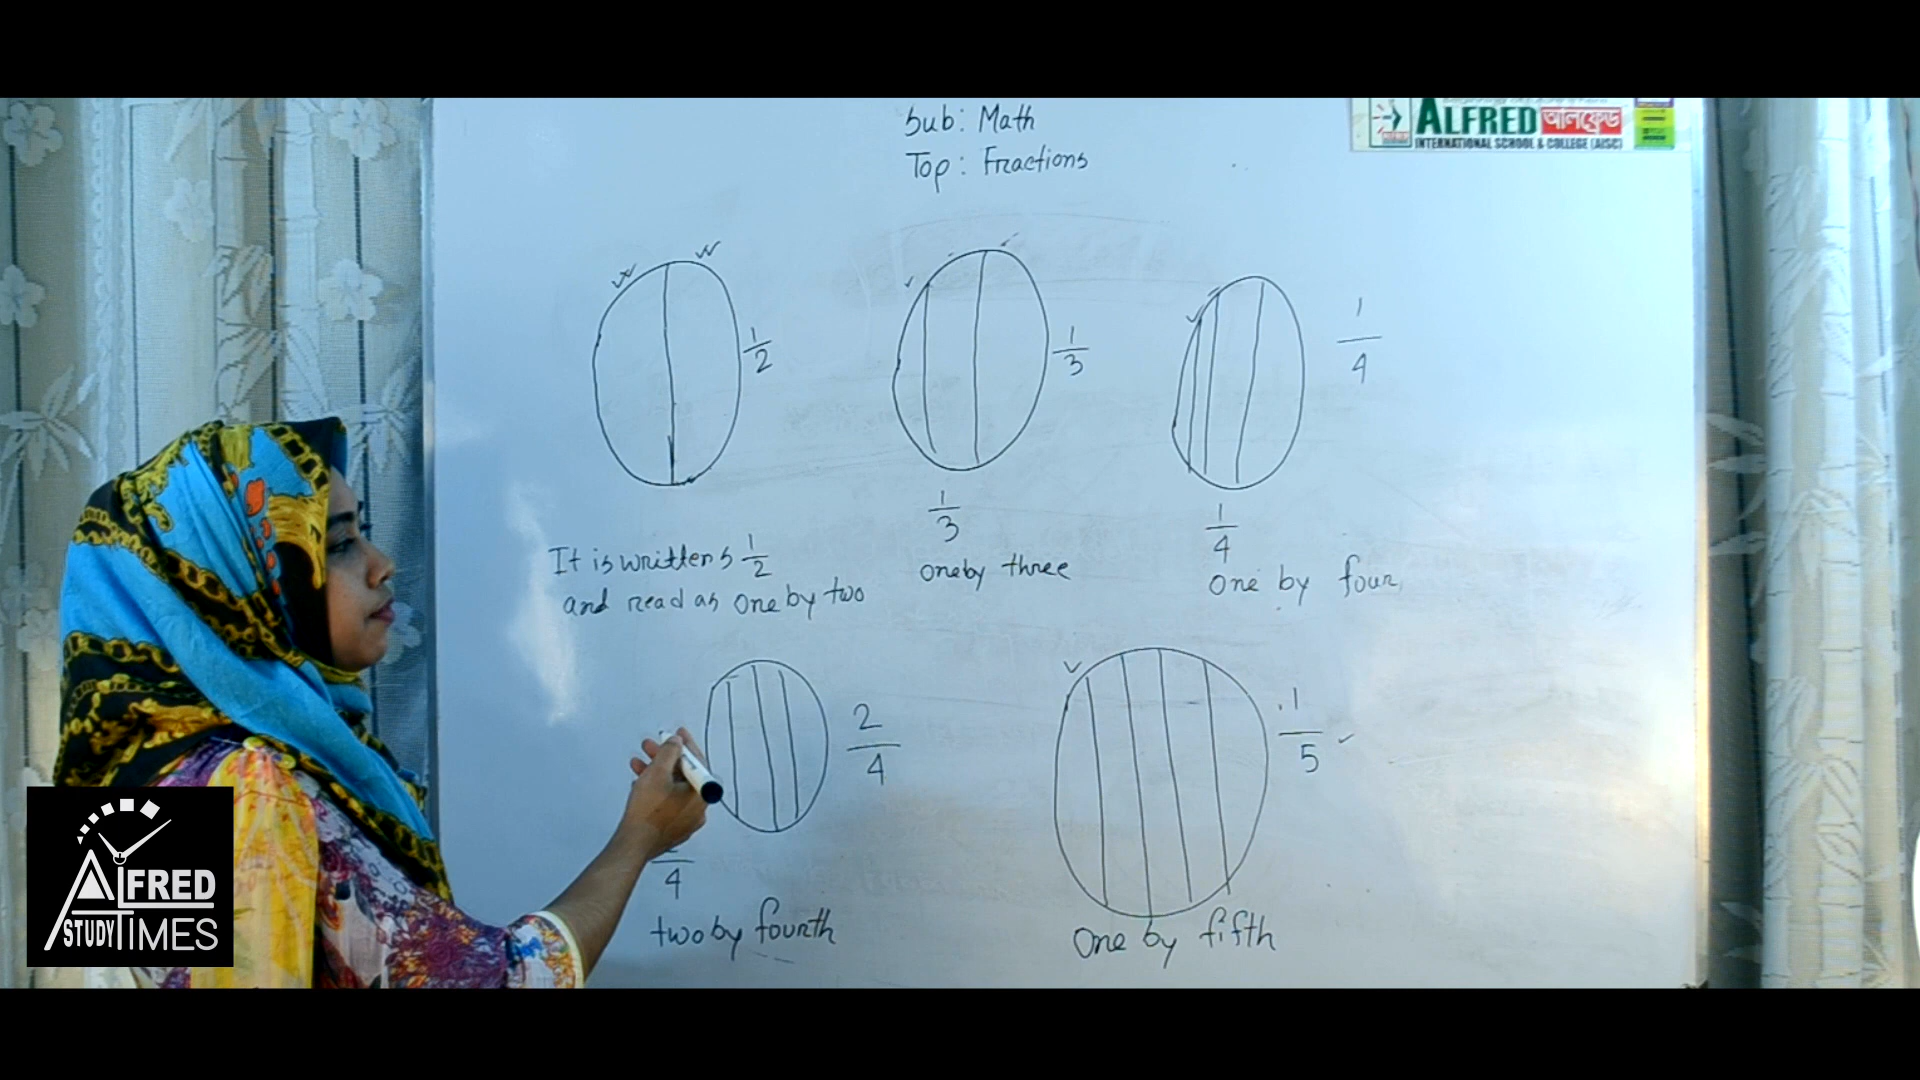 Sub: Math
Top: Fractions
ALFRED আলফ্রেড
INTERNATIONAL SCHOOL & COLLEGE (AISC)
1/2
1/3
1/4
It is writtens 1/2
and read as one by two
1/3
one by three
1/4
one by four
2/4
1/5
4
two by fourth
one by fifth
ALFRED
STUDY TIMES